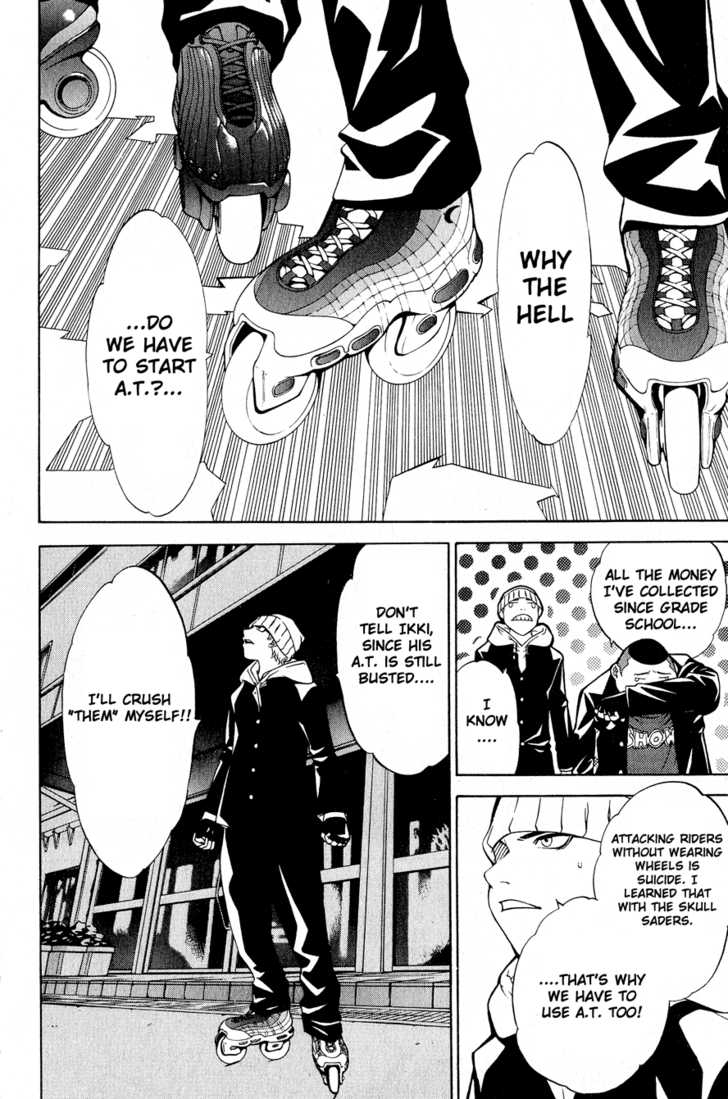 WHY
THE
HELL
...DO
WE HAVE
TO START
A.T.?...
ALL THE MONEY
I'VE COLLECTED
SINCE GRADE
SCHOOL...
I
KNOW
....
SHOX
ATTACKING RIDERS
WITHOUT WEARING
WHEELS IS
SUICIDE. I
LEARNED THAT
WITH THE SKULL
SADERS.
....THAT'S WHY
WE HAVE TO
USE A.T. TOO!
DON'T
TELL IKKI,
SINCE HIS
A.T. IS STILL
BUSTED....
I'LL CRUSH
"THEM" MYSELF!!